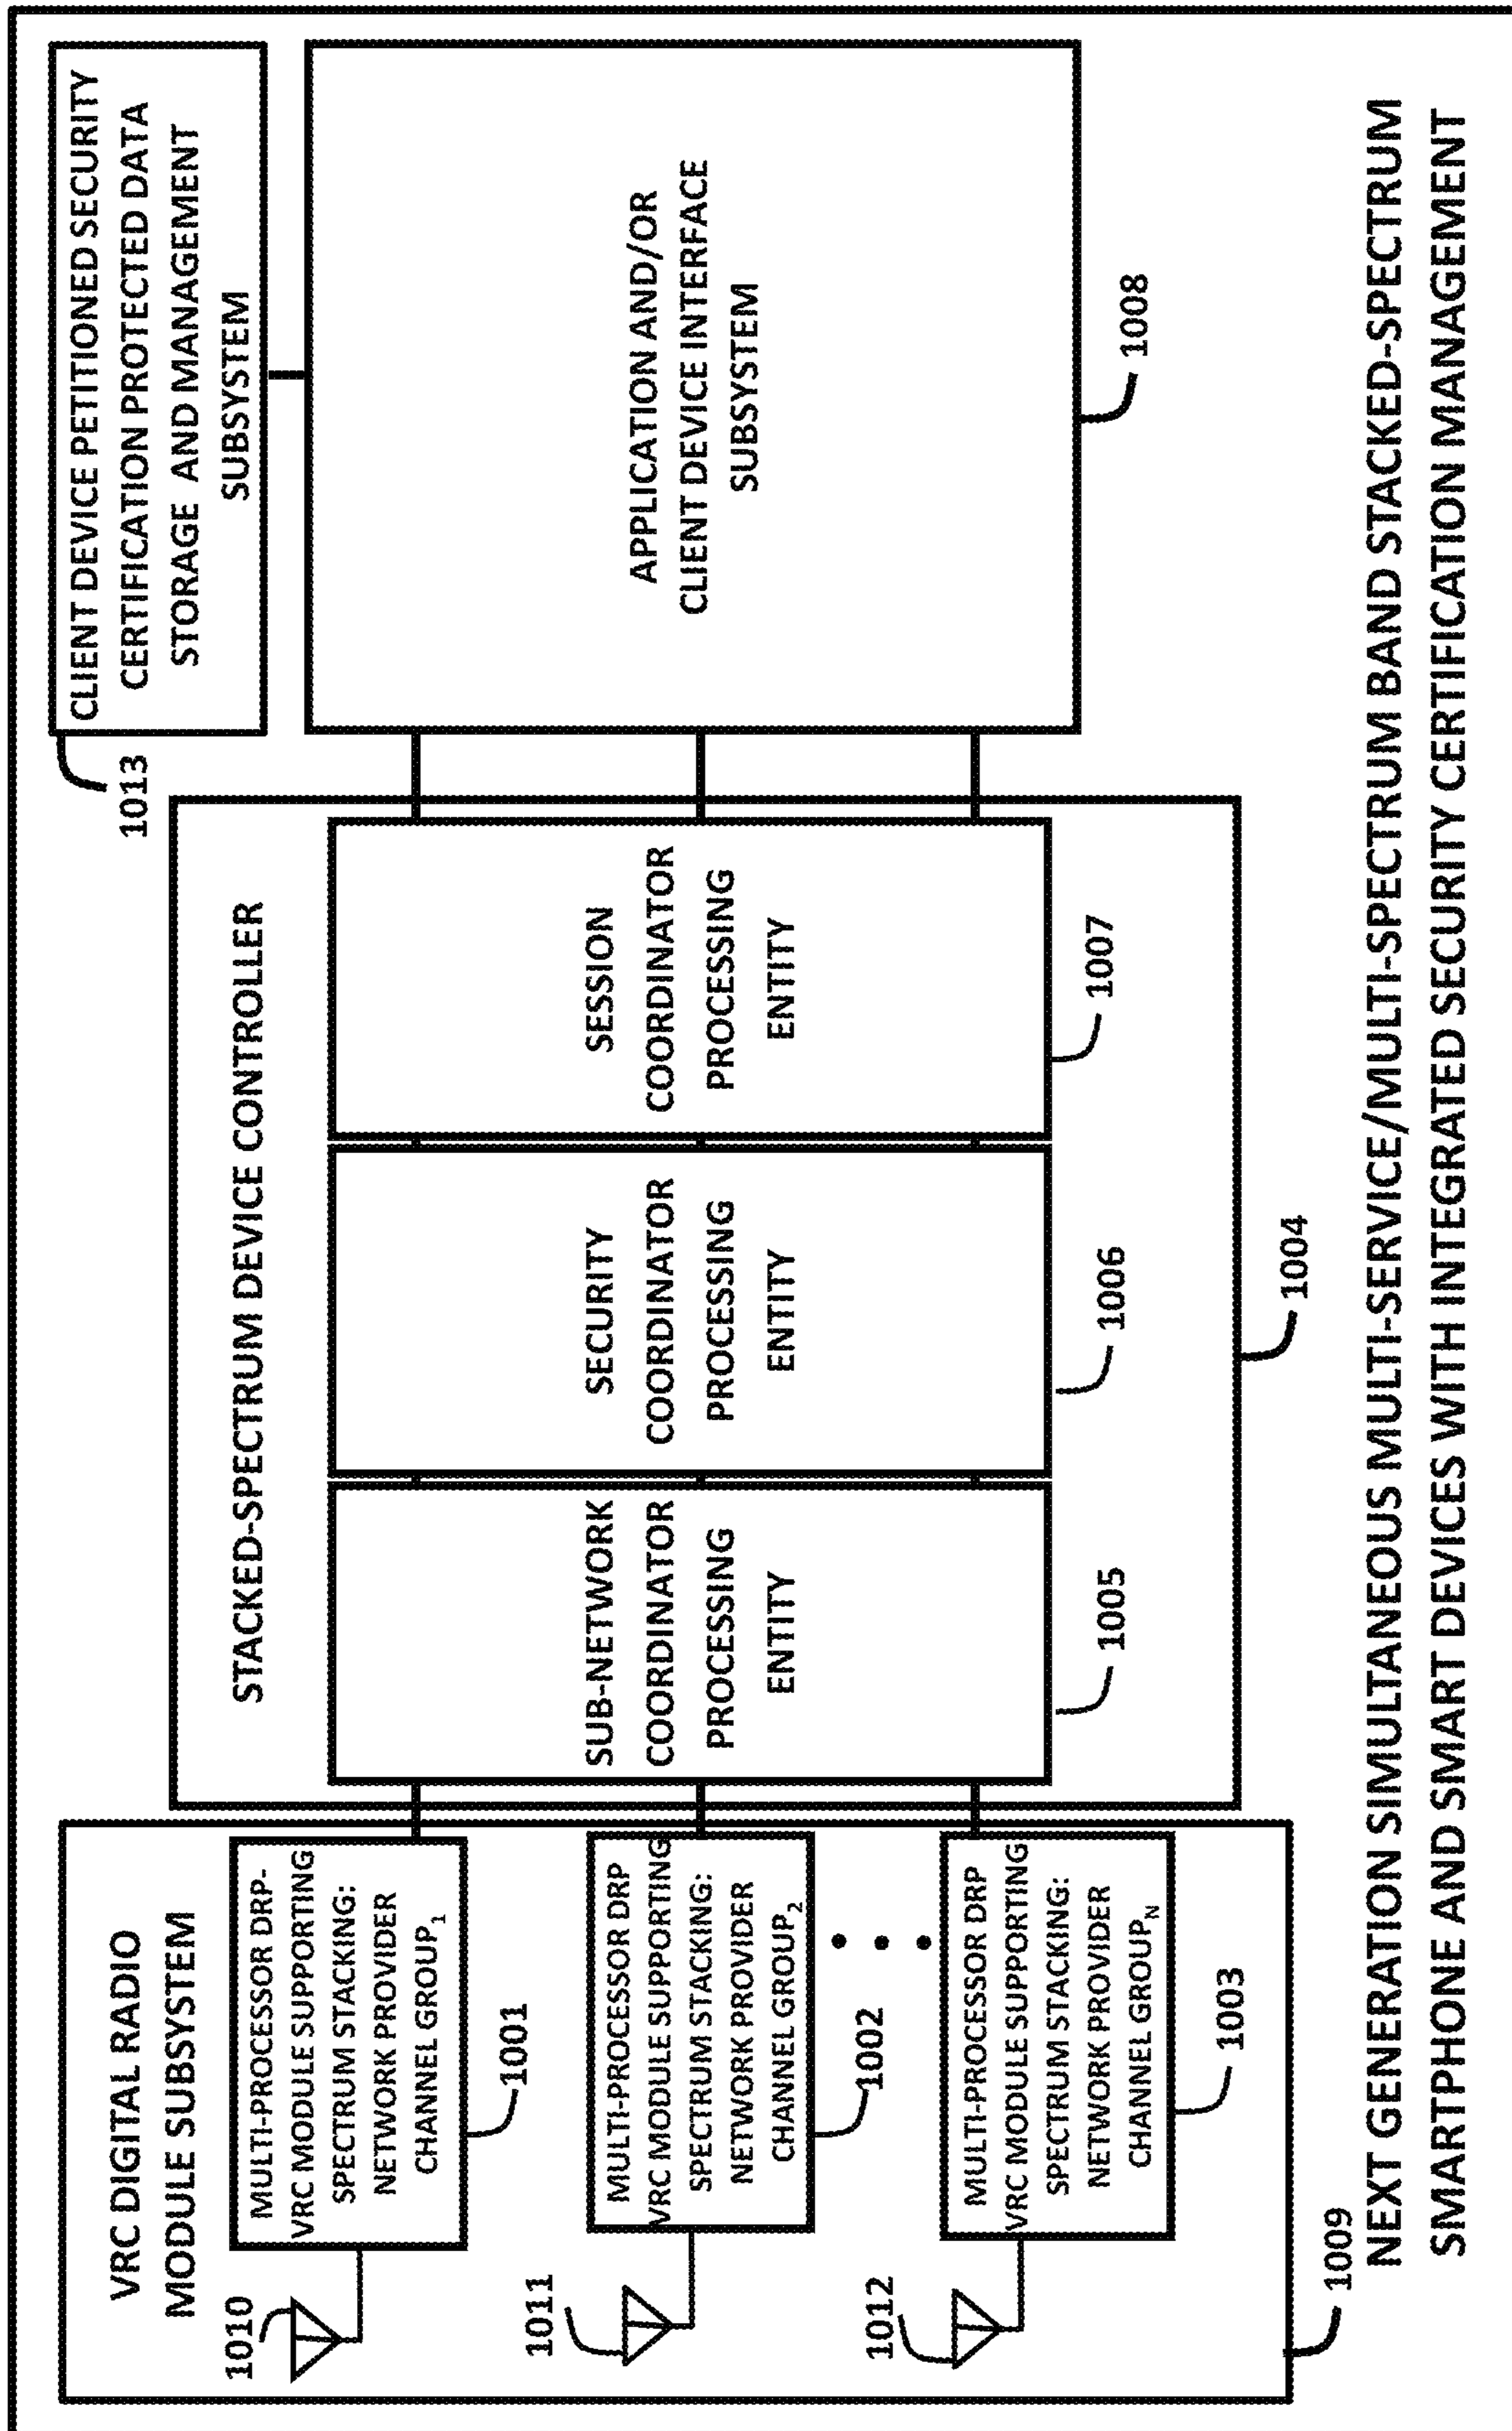 VRC DIGITAL RADIO
MODULE SUBSYSTEM
1010
MULTI-PROCESSOR DRP-
VRC MODULE SUPPORTING
SPECTRUM STACKING:
NETWORK PROVIDER
CHANNEL GROUP1
1001
1011
MULTI-PROCESSOR DRP
VRC MODULE SUPPORTING
SPECTRUM STACKING:
NETWORK PROVIDER
CHANNEL GROUP2
1002
• • •
1012
MULTI-PROCESSOR DRP
VRC MODULE SUPPORTING
SPECTRUM STACKING:
NETWORK PROVIDER
CHANNEL GROUPN
1003
1009
STACKED-SPECTRUM DEVICE CONTROLLER
SUB-NETWORK
COORDINATOR
PROCESSING
ENTITY
1005
SECURITY
COORDINATOR
PROCESSING
ENTITY
1006
SESSION
COORDINATOR
PROCESSING
ENTITY
1007
1004
CLIENT DEVICE PETITIONED SECURITY
CERTIFICATION PROTECTED DATA
STORAGE AND MANAGEMENT
SUBSYSTEM
1013
APPLICATION AND/OR
CLIENT DEVICE INTERFACE
SUBSYSTEM
1008
NEXT GENERATION SIMULTANEOUS MULTI-SERVICE/MULTI-SPECTRUM BAND STACKED-SPECTRUM
SMARTPHONE AND SMART DEVICES WITH INTEGRATED SECURITY CERTIFICATION MANAGEMENT